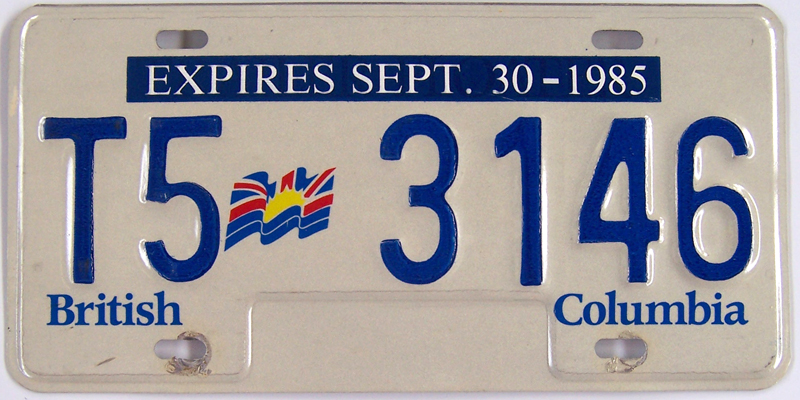 EXPIRES SEPT. 30-1985
T5 3146
British Columbia